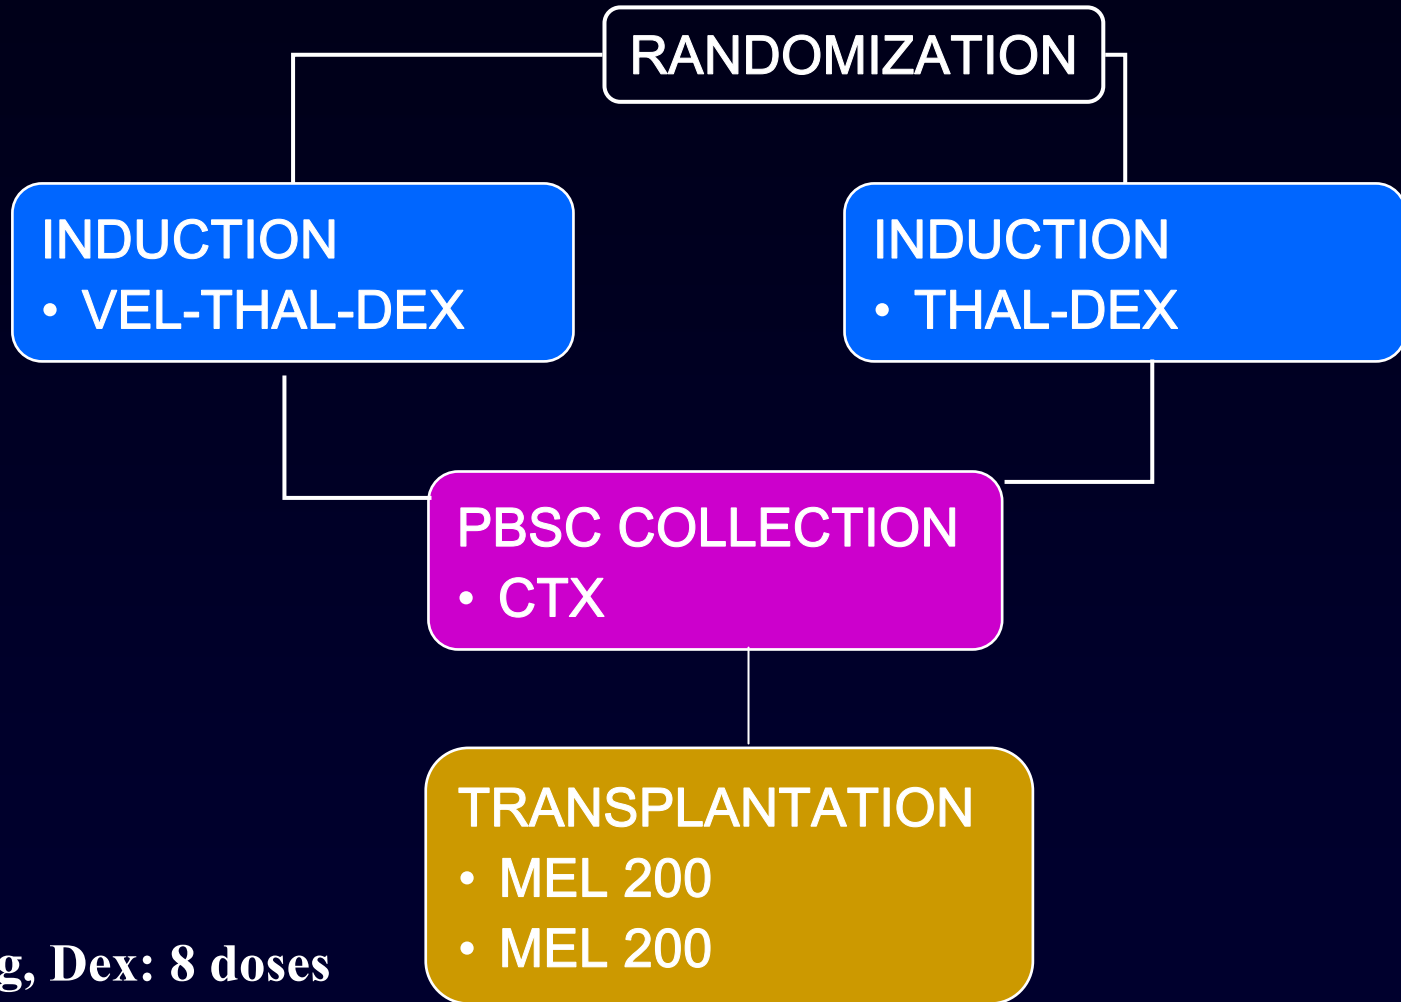 RANDOMIZATION
INDUCTION
• VEL-THAL-DEX
INDUCTION
• THAL-DEX
PBSC COLLECTION
• CTX
TRANSPLANTATION
• MEL 200
• MEL 200
g, Dex: 8 doses